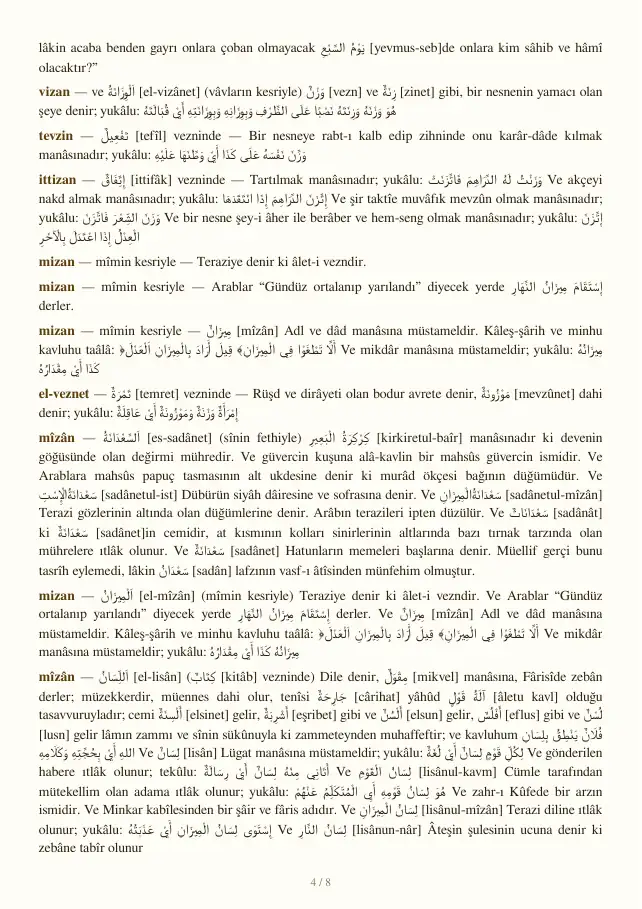 lâkin acaba benden gayrı onlara çoban olmayacak يَوْمُ السَّبْعِ [yevmus-seb]de onlara kim sâhib ve hâmî
olacaktır?”
vizan — ve اَلْوِزَانَةُ [el-vizânet] (vâvların kesriyle) وَزْنٌ [vezn] ve زِنَةٌ [zinet] gibi, bir nesnenin yamacı olan
şeye denir; yukâlu: هُوَ وَزْنَهُ وَزِنَتَهُ نَصْبًا عَلَى الظَّرْفِ وَبِوِزَانِهِ وَبِوِزَانَتِهِ أَيْ قُبَالَتَهُ
tevzin — تَفْعِيلٌ [tefîl] vezninde — Bir nesneye rabt-ı kalb edip zihninde onu karâr-dâde kılmak
manâsınadır; yukâlu: وَزَّنَ نَفْسَهُ عَلَى كَذَا أَيْ وَطَّنَهَا عَلَيْهِ
ittizan — إِتِّفَاقٌ [ittifâk] vezninde — Tartılmak manâsınadır; yukâlu: وَزَنْتُ لَهُ الدَّرَاهِمَ فَاتَّزَنَتْ Ve akçeyi
nakd almak manâsınadır; yukâlu: إِتَّزَنَ الدَّرَاهِمَ إِذَا انْتَقَدَهَا Ve şir taktîe muvâfık mevzûn olmak manâsınadır;
yukâlu: وَزَنَ الشِّعْرَ فَاتَّزَنَ Ve bir nesne şey-i âher ile berâber ve hem-seng olmak manâsınadır; yukâlu: إِتَّزَنَ
الْعِدْلُ إِذَا اعْتَدَلَ بِالْآخَرِ
mizan — mîmin kesriyle — Teraziye denir ki âlet-i vezndir.
mizan — mîmin kesriyle — Arablar “Gündüz ortalanıp yarılandı” diyecek yerde إِسْتَقَامَ مِيزَانُ النَّهَارِ
derler.
mizan — mîmin kesriyle — مِيزَانٌ [mîzân] Adl ve dâd manâsına müstameldir. Kâleş-şârih ve minhu
kavluhu taâlâ: ﴿أَلَّا تَطْغَوْا فِي الْمِيزَانِ﴾ قِيلَ أَرَادَ بِالْمِيزَانِ اَلْعَدْلَ Ve mikdâr manâsına müstameldir; yukâlu: مِيزَانُهُ
كَذَا أَيْ مِقْدَارُهُ
el-veznet — تَمْرَةٌ [temret] vezninde — Rüşd ve dirâyeti olan bodur avrete denir, مَوْزُونَةٌ [mevzûnet] dahi
denir; yukâlu: إِمْرَأَةٌ وَزْنَةٌ وَمَوْزُونَةٌ أَيْ عَاقِلَةٌ
mîzân — اَلسَّعْدَانَةُ [es-sadânet] (sînin fethiyle) كِرْكِرَةُ الْبَعِيرِ [kirkiretul-baîr] manâsınadır ki devenin
göğüsünde olan değirmi mühredir. Ve güvercin kuşuna alâ-kavlin bir mahsûs güvercin ismidir. Ve
Arablara mahsûs papuç tasmasının alt ukdesine denir ki murâd ökçesi bağının düğümüdür. Ve
سَعْدَانَةُ الْإِسْتِ [sadânetul-ist] Dübürün siyâh dâiresine ve sofrasına denir. Ve سَعْدَانَةُ الْمِيزَانِ [sadânetul-mîzân]
Terazi gözlerinin altında olan düğümlerine denir. Arâbın terazileri ipten düzülür. Ve سَعْدَانَاتٌ [sadânât]
ki سَعْدَانَةٌ [sadânet]in cemidir, at kısmının kolları sinirlerinin altlarında bazı tırnak tarzında olan
mührelere ıtlâk olunur. Ve سَعْدَانَةٌ [sadânet] Hatunların memeleri başlarına denir. Müellif gerçi bunu
tasrîh eylemedi, lâkin سَعْدَانٌ [sadân] lafzının vasf-ı âtîsinden münfehim olmuştur.
mizan — اَلْمِيزَانُ [el-mîzân] (mîmin kesriyle) Teraziye denir ki âlet-i vezndir. Ve Arablar “Gündüz
ortalanıp yarılandı” diyecek yerde إِسْتَقَامَ مِيزَانُ النَّهَارِ derler. Ve مِيزَانٌ [mîzân] Adl ve dâd manâsına
müstameldir. Kâleş-şârih ve minhu kavluhu taâlâ: ﴿أَلَّا تَطْغَوْا فِي الْمِيزَانِ﴾ قِيلَ أَرَادَ بِالْمِيزَانِ اَلْعَدْلَ Ve mikdâr
manâsına müstameldir; yukâlu: مِيزَانُهُ كَذَا أَيْ مِقْدَارُهُ
mîzân — اَللِّسَانُ [el-lisân] (كِتَابٌ [kitâb] vezninde) Dile denir, مِقْوَلٌ [mikvel] manâsına, Fârisîde zebân
derler; müzekkerdir, müennes dahi olur, tenîsi جَارِحَةٌ [cârihat] yâhûd آلَةُ قَوْلٍ [âletu kavl] olduğu
tasavvuruyladır; cemi أَلْسِنَةٌ [elsinet] gelir, أَشْرِبَةٌ [eşribet] gibi ve أَلْسُنٌ [elsun] gelir, أَفْلُسٌ [eflus] gibi ve لُسْنٌ
[lusn] gelir lâmın zammı ve sînin sükûnuyla ki zammeteynden muhaffeftir; ve kavluhum فُلَانٌ يَنْطِقُ بِلِسَانِ
اللهِ أَيْ بِحُجَّتِهِ وَكَلَامِهِ Ve لِسَانٌ [lisân] Lügat manâsına müstameldir; yukâlu: لِكُلِّ قَوْمٍ لِسَانٌ أَيْ لُغَةٌ Ve gönderilen
habere ıtlâk olunur; tekûlu: أَتَانِي مِنْهُ لِسَانٌ أَيْ رِسَالَةٌ Ve لِسَانُ الْقَوْمِ [lisânul-kavm] Cümle tarafından
mütekellim olan adama ıtlâk olunur; yukâlu: هُوَ لِسَانُ قَوْمِهِ أَيِ الْمُتَكَلِّمُ عَنْهُمْ Ve zahr-ı Kûfede bir arzın
ismidir. Ve Minkar kabîlesinden bir şâir ve fâris adıdır. Ve لِسَانُ الْمِيزَانِ [lisânul-mîzân] Terazi diline ıtlâk
olunur; yukâlu: إِسْتَوَى لِسَانُ الْمِيزَانِ أَيْ عَذَبَتُهُ Ve لِسَانُ النَّارِ [lisânun-nâr] Âteşin şulesinin ucuna denir ki
zebâne tabîr olunur
4 / 8